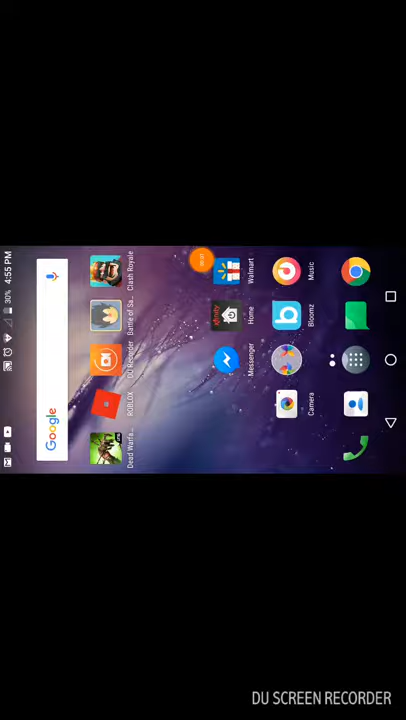 30% 4:55 PM
Google
Dead Warfa...
ROBLOX
DU Recorder
Battle of Sa...
Clash Royale
Messenger
Home
Walmart
Camera
Bloomz
Music
DU SCREEN RECORDER